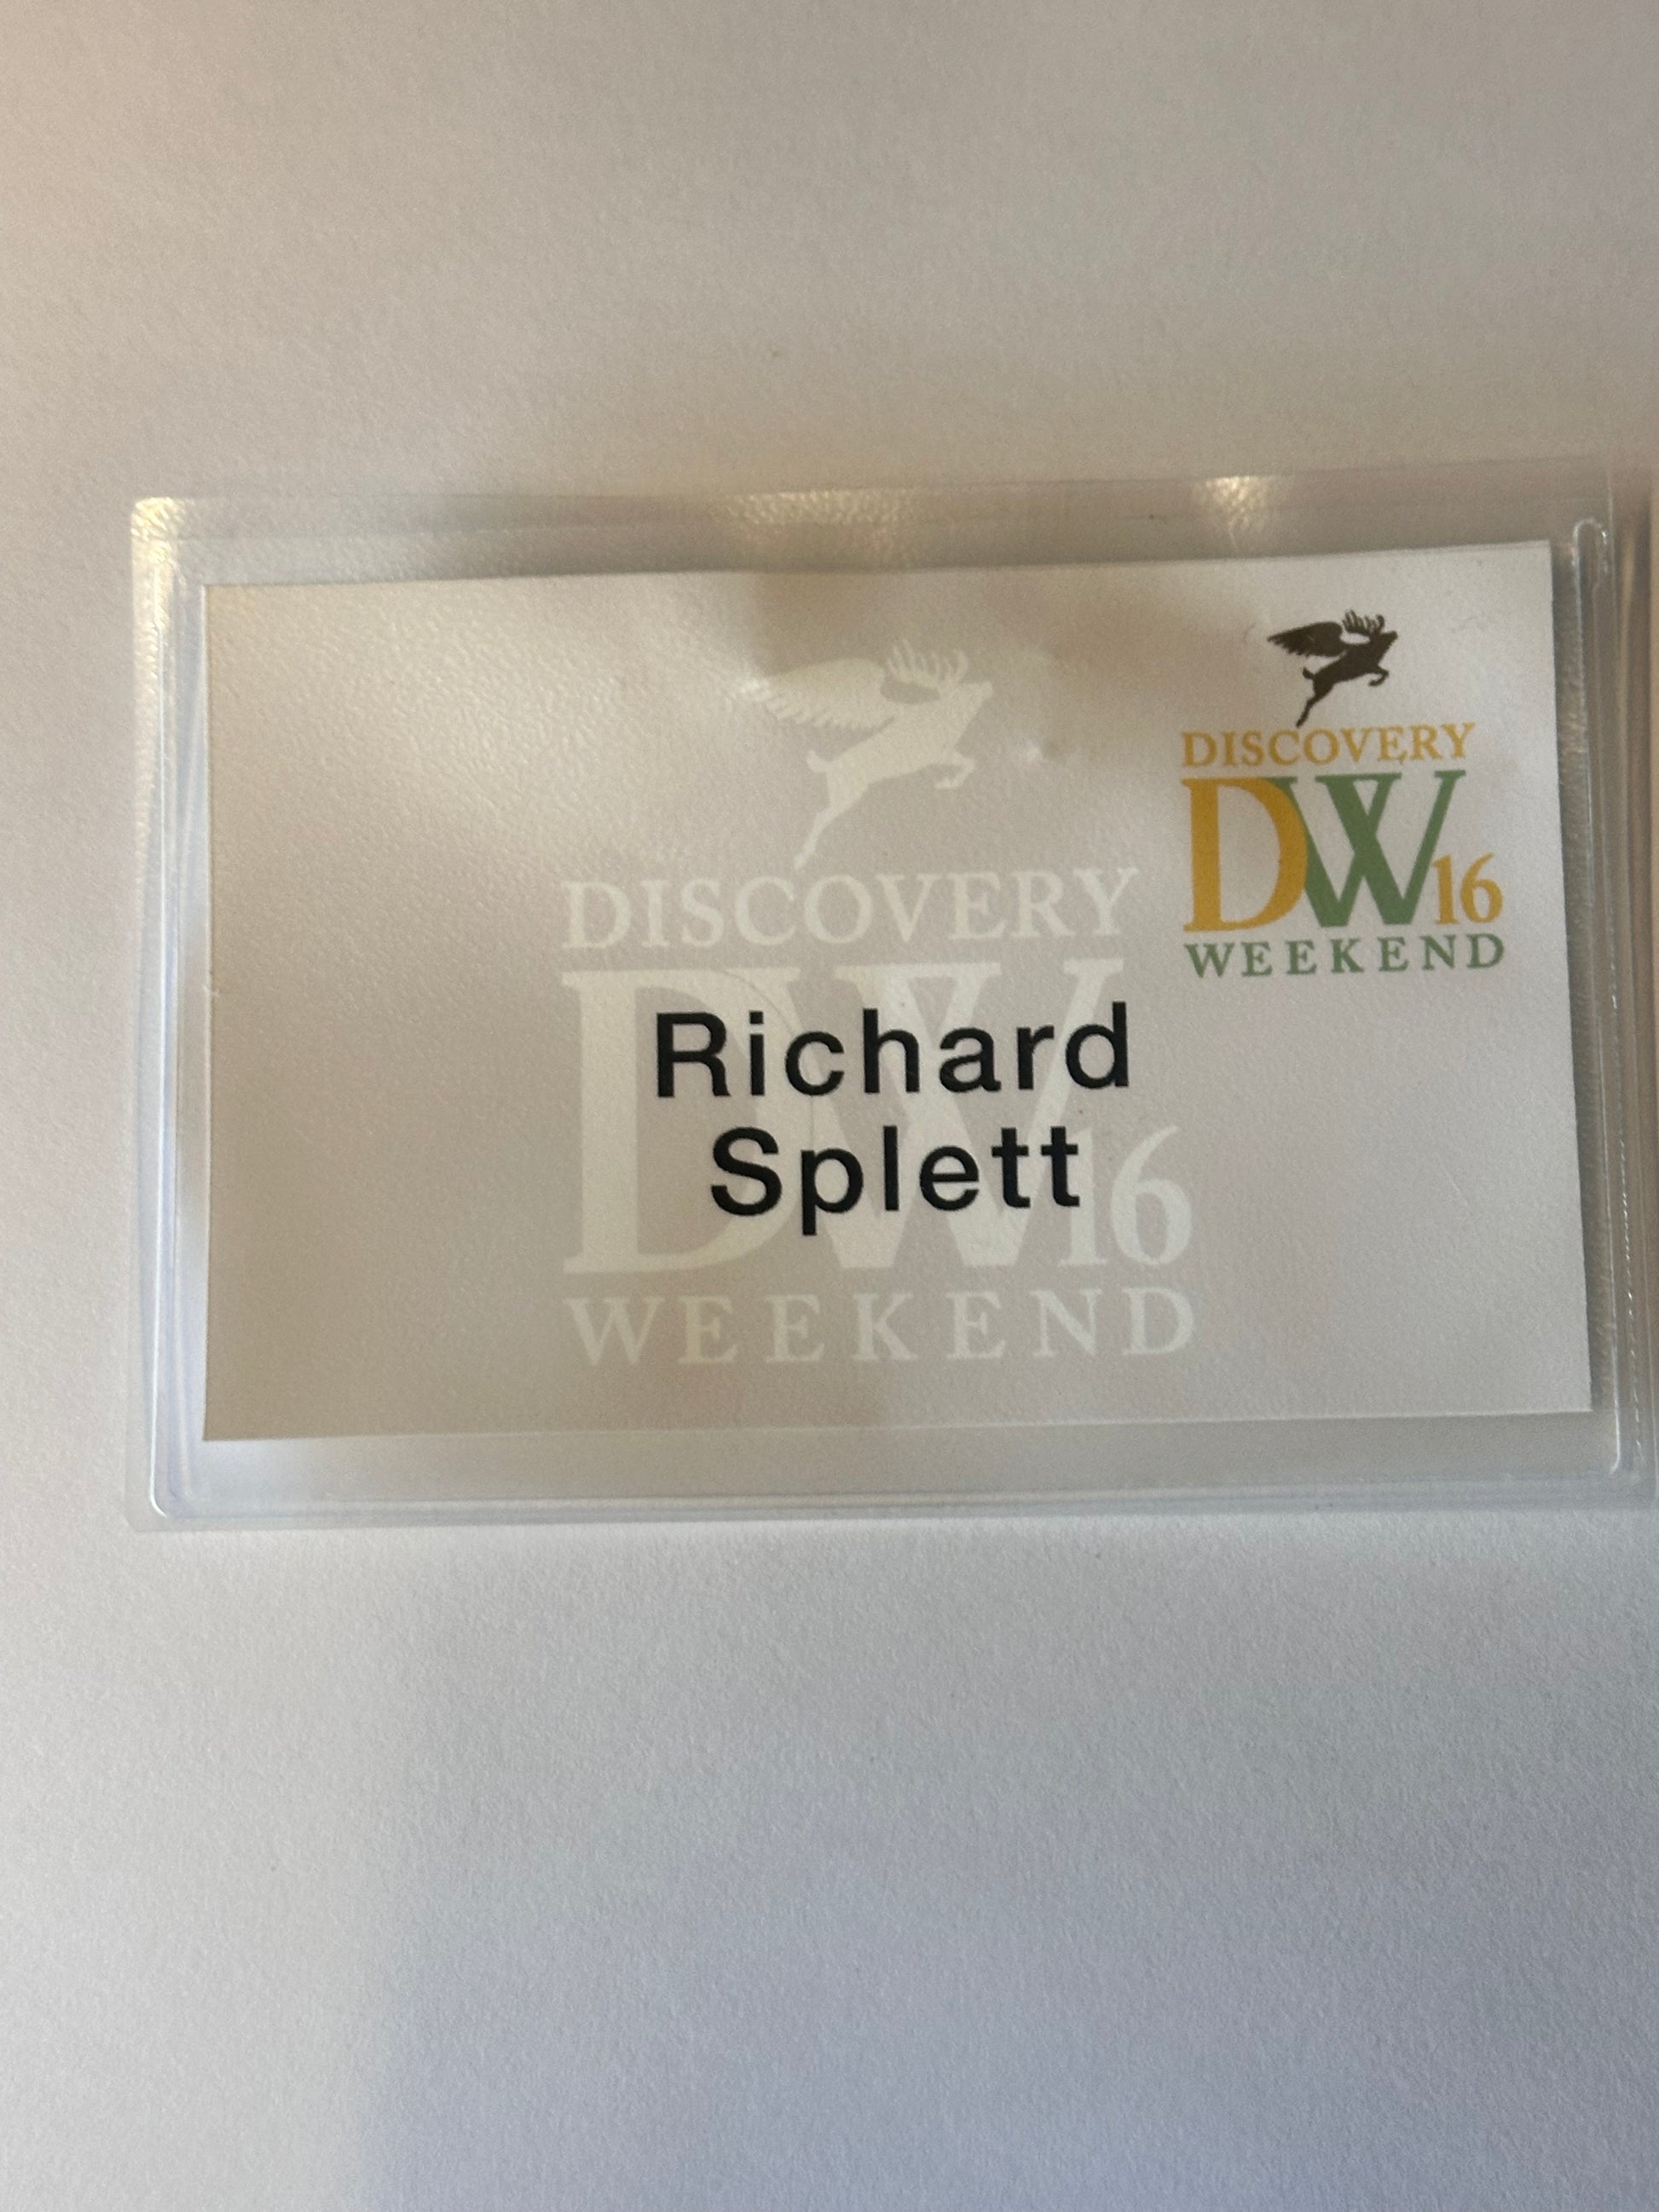 DISCOVERY
DW16
WEEKEND
DISCOVERY
DW16
WEEKEND
Richard
Splett